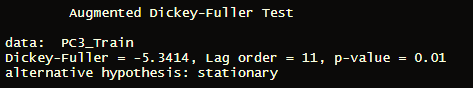 Augmented Dickey-Fuller Test
data:  PC3_Train
Dickey-Fuller = -5.3414, Lag order = 11, p-value = 0.01
alternative hypothesis: stationary